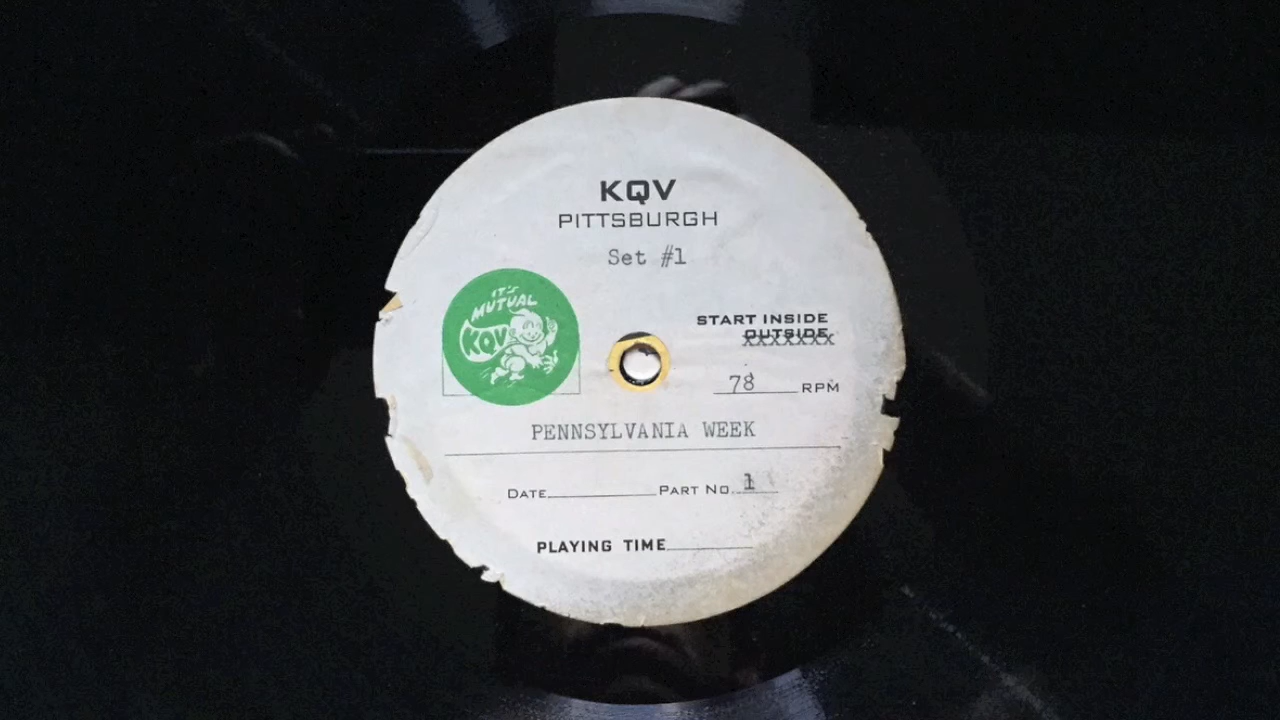 KQV
PITTSBURGH
Set #1
IT'S
MUTUAL
KQV
START INSIDE
OUTSIDE
XXXXXXX
78 RPM
PENNSYLVANIA WEEK
DATE PART NO. 1
PLAYING TIME